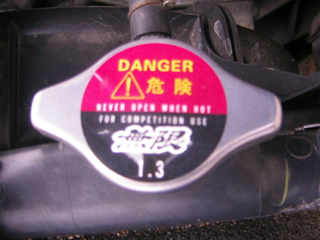 DANGER
危険
NEVER OPEN WHEN HOT
FOR COMPETITION USE
無限
1.3